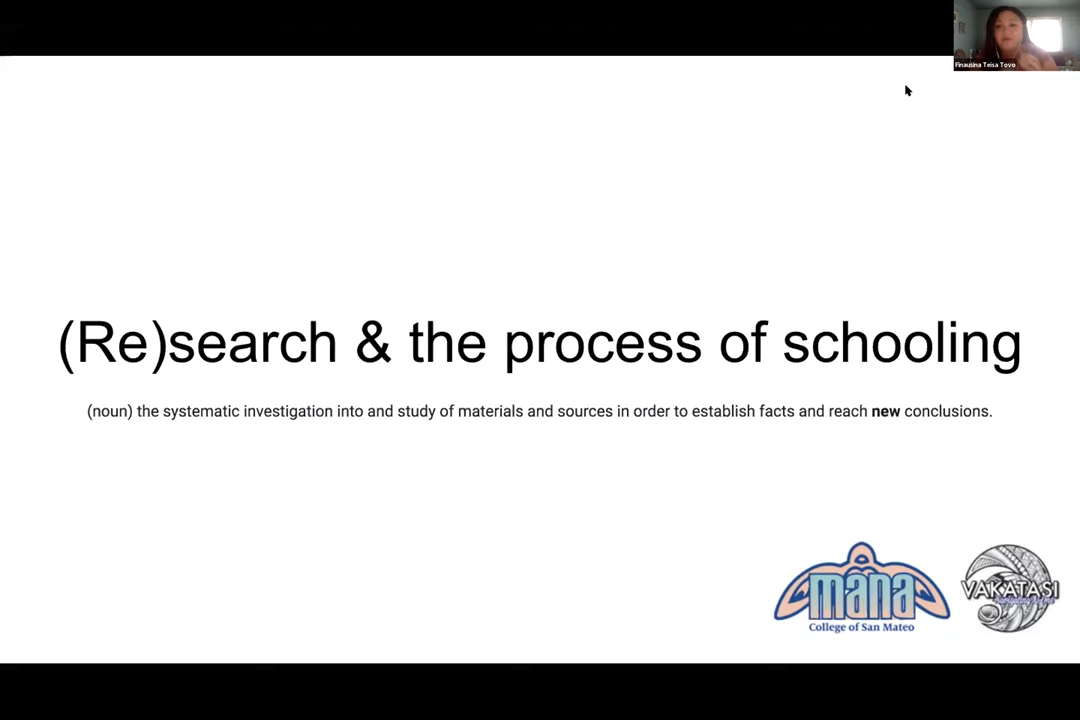 Finausina Teisa Tovo
(Re)search & the process of schooling
(noun) the systematic investigation into and study of materials and sources in order to establish facts and reach new conclusions.
mana
College of San Mateo
VAKATASI